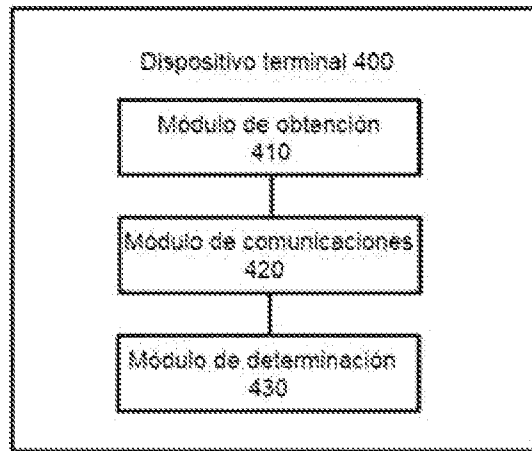 Dispositivo terminal 400
Módulo de obtención
410
Módulo de comunicaciones
420
Módulo de determinación
430